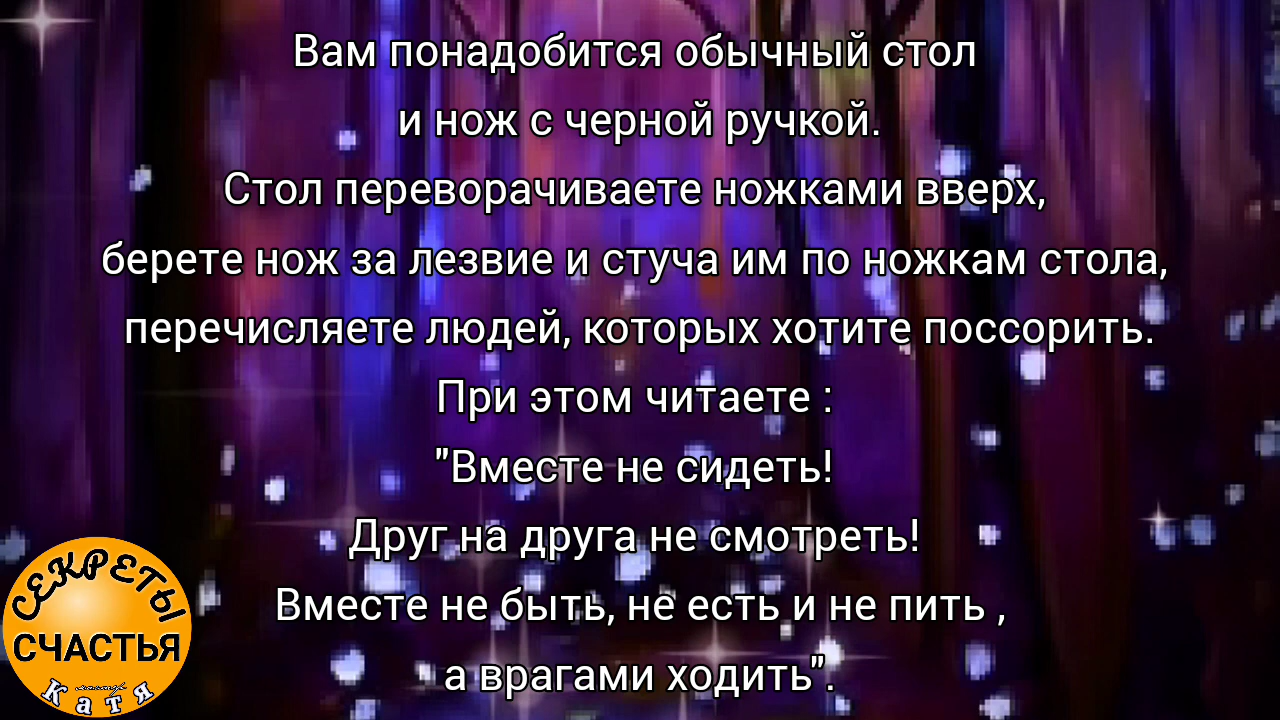 Вам понадобится обычный стол
и нож с черной ручкой.
Стол переворачиваете ножками вверх,
берете нож за лезвие и стуча им по ножкам стола,
перечисляете людей, которых хотите поссорить.
При этом читаете :
"Вместе не сидеть!
Друг на друга не смотреть!
Вместе не быть, не есть и не пить ,
а врагами ходить".
СЕКРЕТЫ
СЧАСТЬЯ
Катя